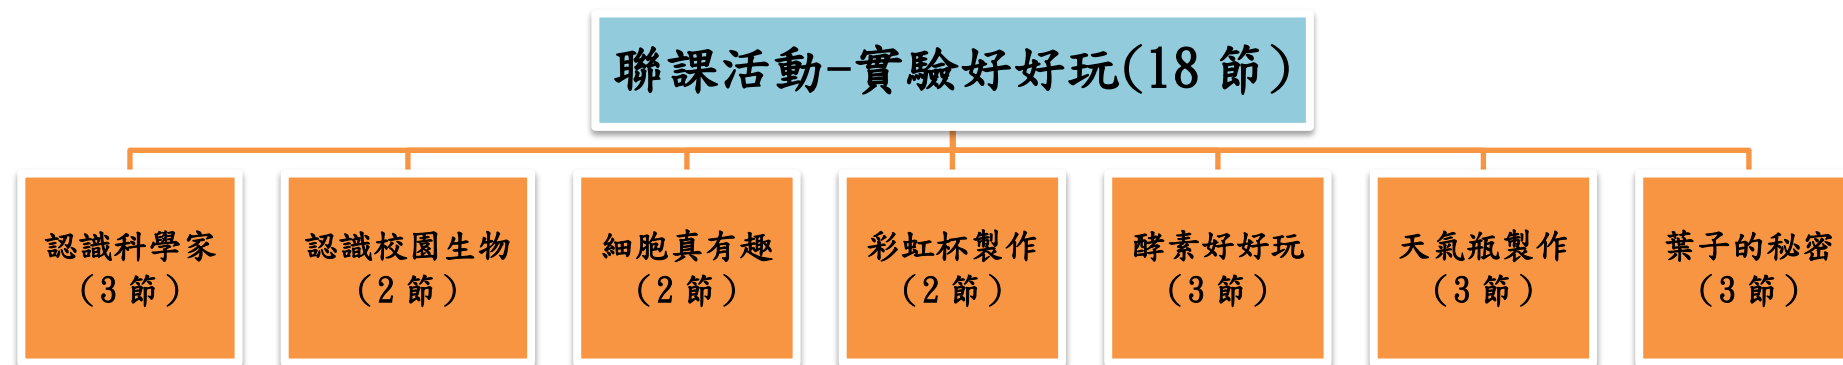 聯課活動-實驗好好玩(18 節)
認識科學家
(3 節)
認識校園生物
(2 節)
細胞真有趣
(2 節)
彩虹杯製作
(2 節)
酵素好好玩
(3 節)
天氣瓶製作
(3 節)
葉子的秘密
(3 節)